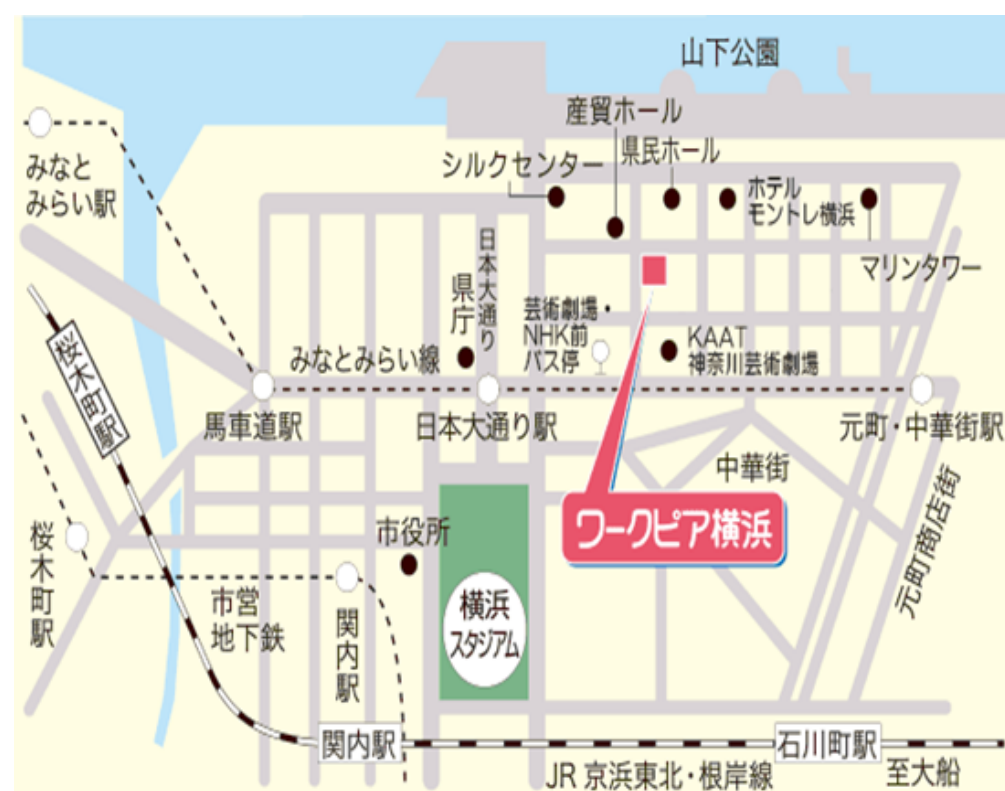 山下公園
産貿ホール
シルクセンター
県民ホール
みなと
みらい駅
ホテル
モントレ横浜
マリンタワー
日本大通り
県庁
芸術劇場・
NHK前
バス停
KAAT
神奈川芸術劇場
みなとみらい線
桜木町駅
馬車道駅
日本大通り駅
元町・中華街駅
中華街
ワークピア横浜
市役所
桜木町駅
元町商店街
市営
地下鉄
関内駅
横浜
スタジアム
関内駅
石川町駅
JR 京浜東北・根岸線
至大船